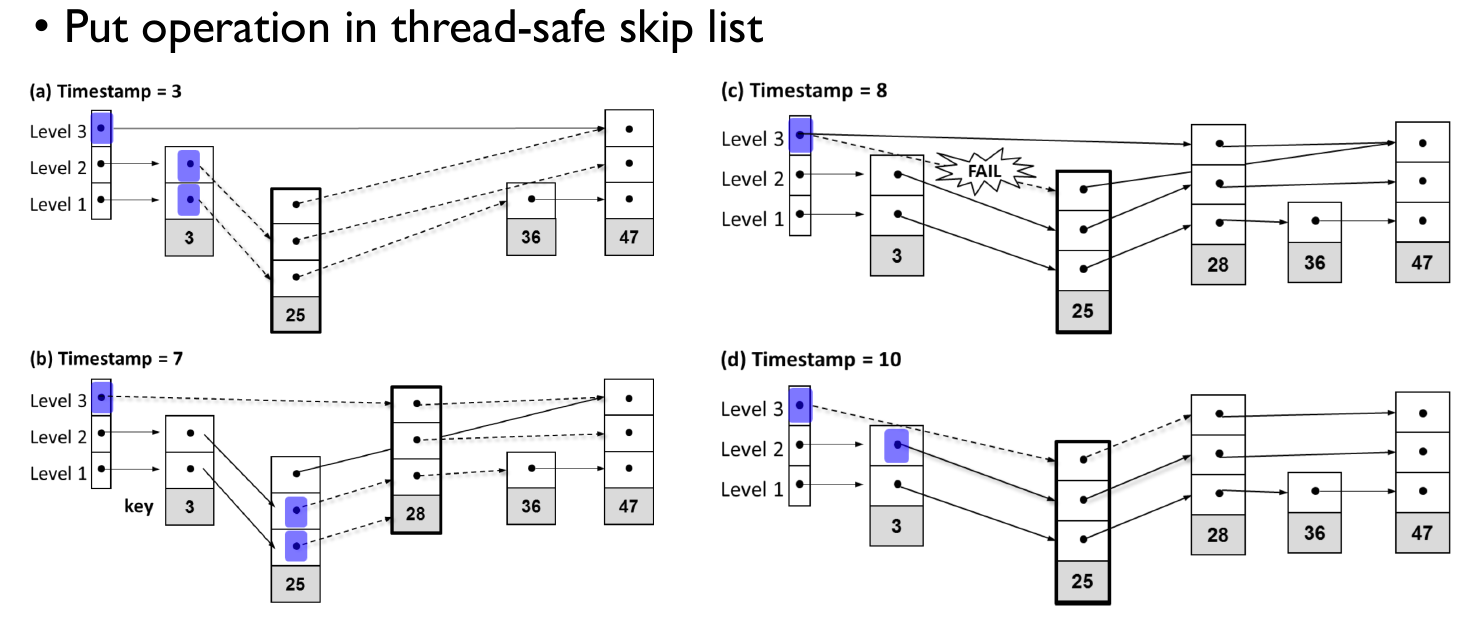 • Put operation in thread-safe skip list
(a) Timestamp = 3
Level 3
Level 2
Level 1
3
25
36
47
(b) Timestamp = 7
Level 3
Level 2
Level 1
key
3
25
28
36
47
(c) Timestamp = 8
Level 3
Level 2
Level 1
FAIL
3
25
28
36
47
(d) Timestamp = 10
Level 3
Level 2
Level 1
3
25
28
36
47